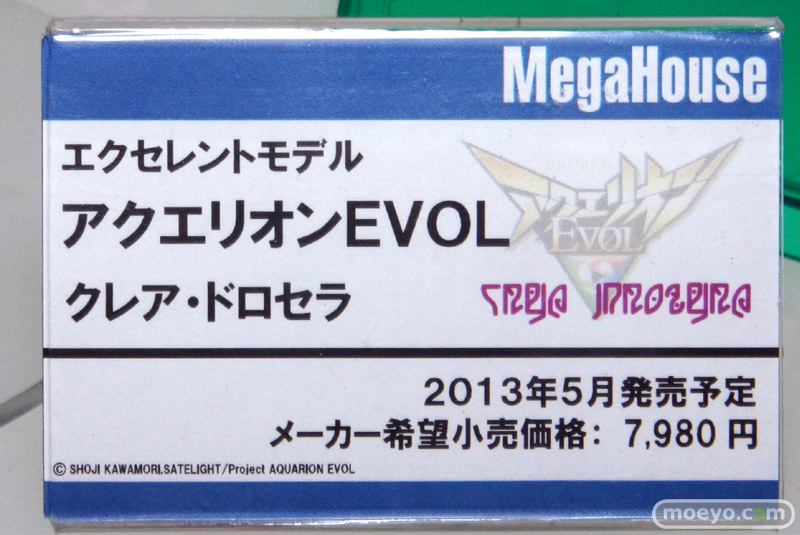 MegaHouse
エクセレントモデル
アクエリオンEVOL
クレア・ドロセラ
EVOL
2013年5月発売予定
メーカー希望小売価格： 7,980 円
© SHOJI KAWAMORI.SATELIGHT/Project AQUARION EVOL
moeyo.com